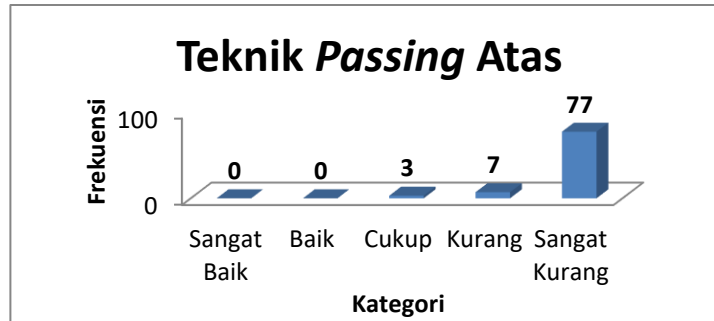 Teknik Passing Atas
Frekuensi
100
0
0
0
3
7
77
Sangat Baik
Baik
Cukup
Kurang
Sangat Kurang
Kategori